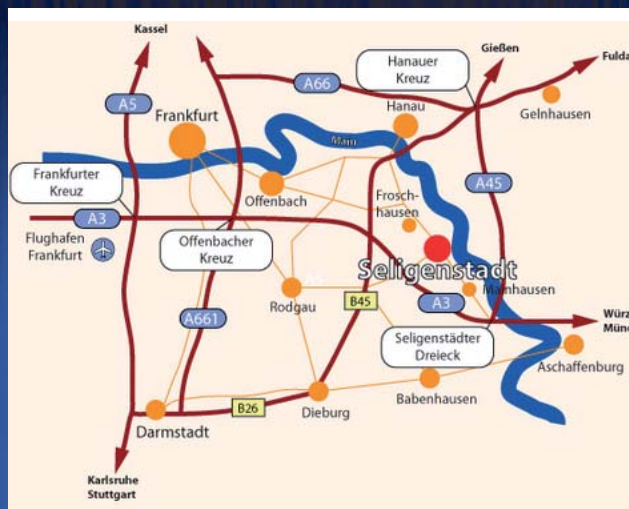 Kassel
Hanauer
Kreuz
Gießen
Fulda
A66
A5
Frankfurt
Main
Hanau
Gelnhausen
Frankfurter
Kreuz
Offenbach
Frosch-
hausen
A45
A3
Flughafen
Frankfurt
Offenbacher
Kreuz
Seligenstadt
Mainhausen
Rodgau
B45
A3
A661
Seligenstädter
Dreieck
Würz
Münc
Aschaffenburg
Babenhausen
B26
Dieburg
Darmstadt
Karlsruhe
Stuttgart